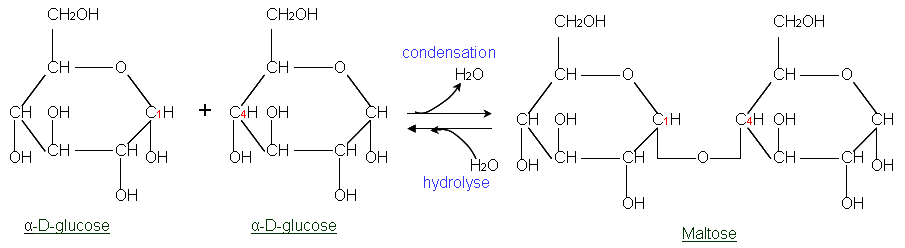 CH2OH CH2OH CH2OH CH2OH
condensation
CH O CH O H2O CH O CH O
CH OH C1H + C4H OH CH CH OH C1H C4H OH CH
OH CH CH OH OH CH CH OH H2O OH CH CH O CH CH OH
hydrolyse
OH OH OH OH
α-D-glucose α-D-glucose Maltose